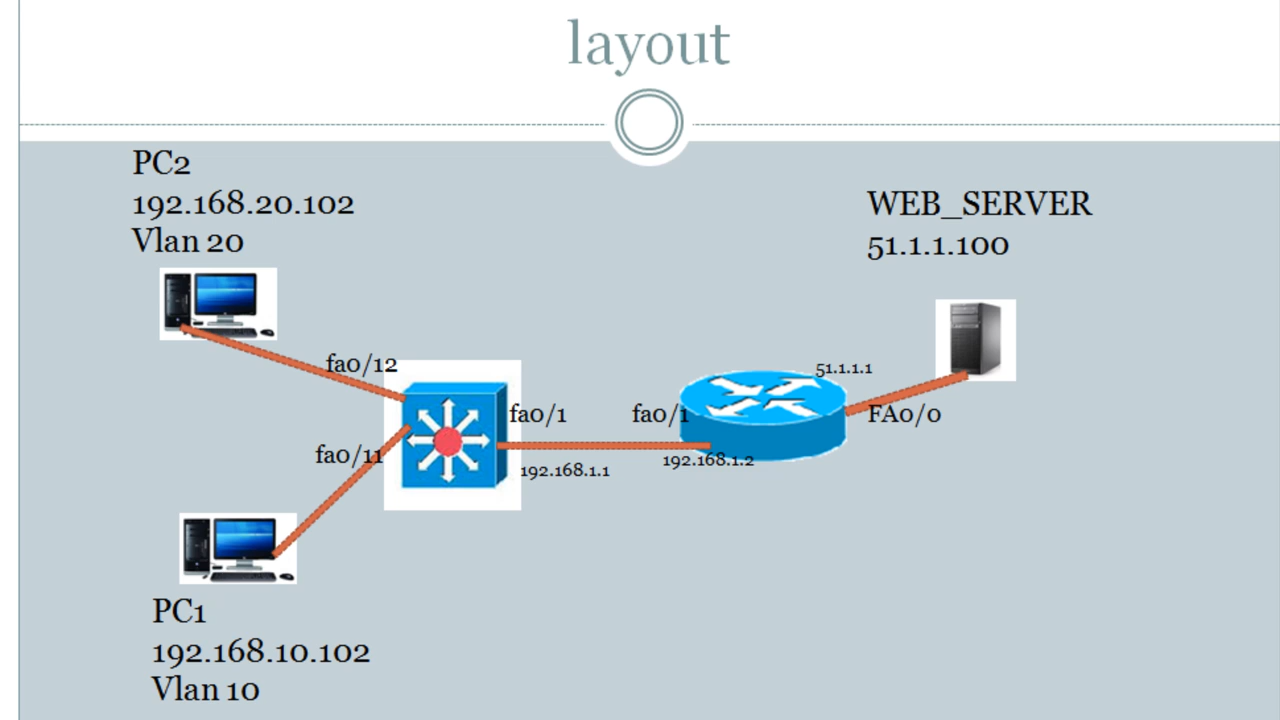 layout
PC2
192.168.20.102
Vlan 20
WEB_SERVER
51.1.1.100
fa0/12
51.1.1.1
fa0/1
fa0/1
FA0/0
fa0/11
192.168.1.1
192.168.1.2
PC1
192.168.10.102
Vlan 10